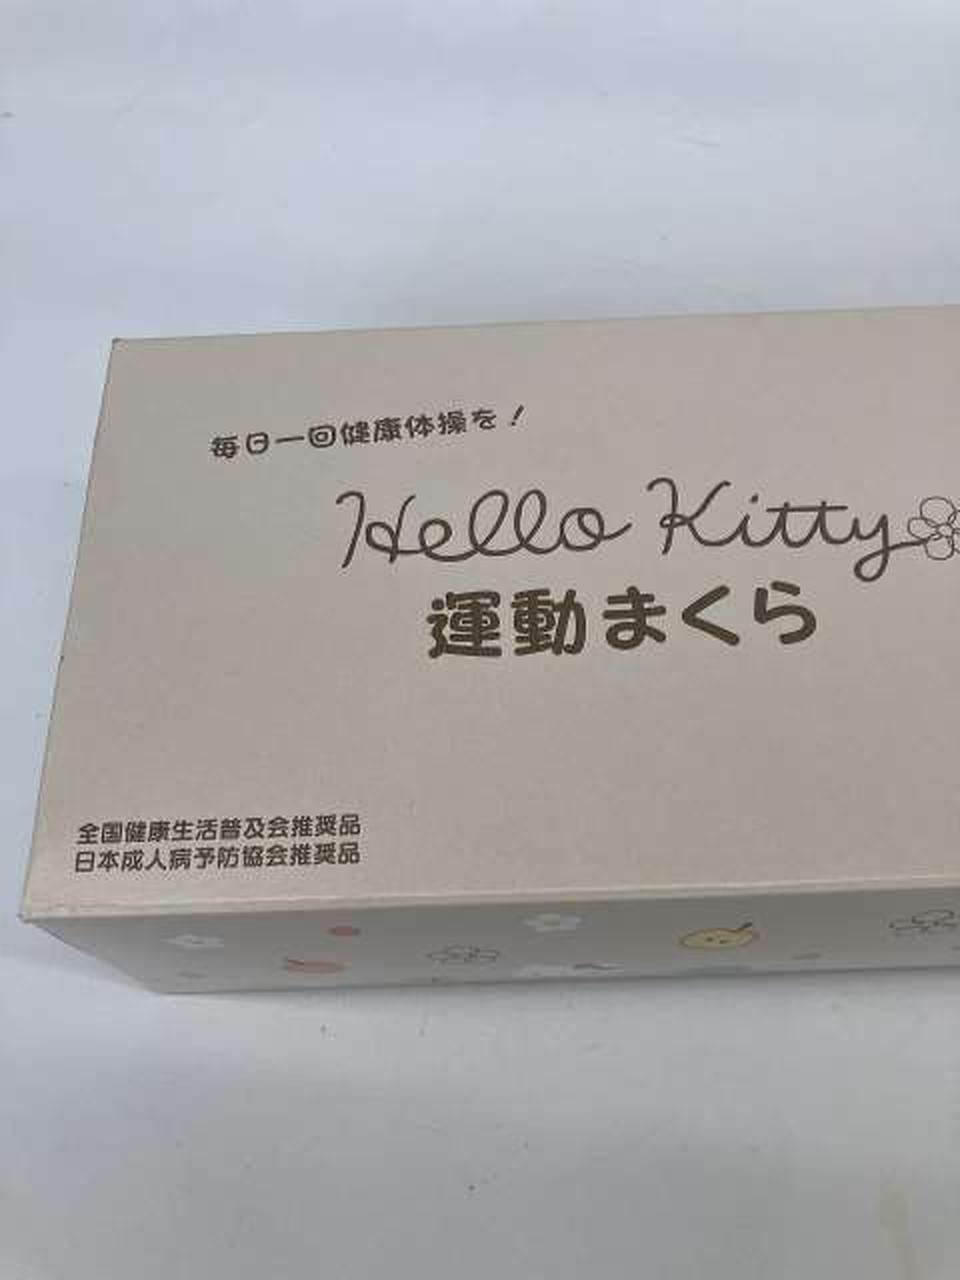 毎日一回健康体操を！
Hello Kitty
運動まくら
全国健康生活普及会推奨品
日本成人病予防協会推奨品